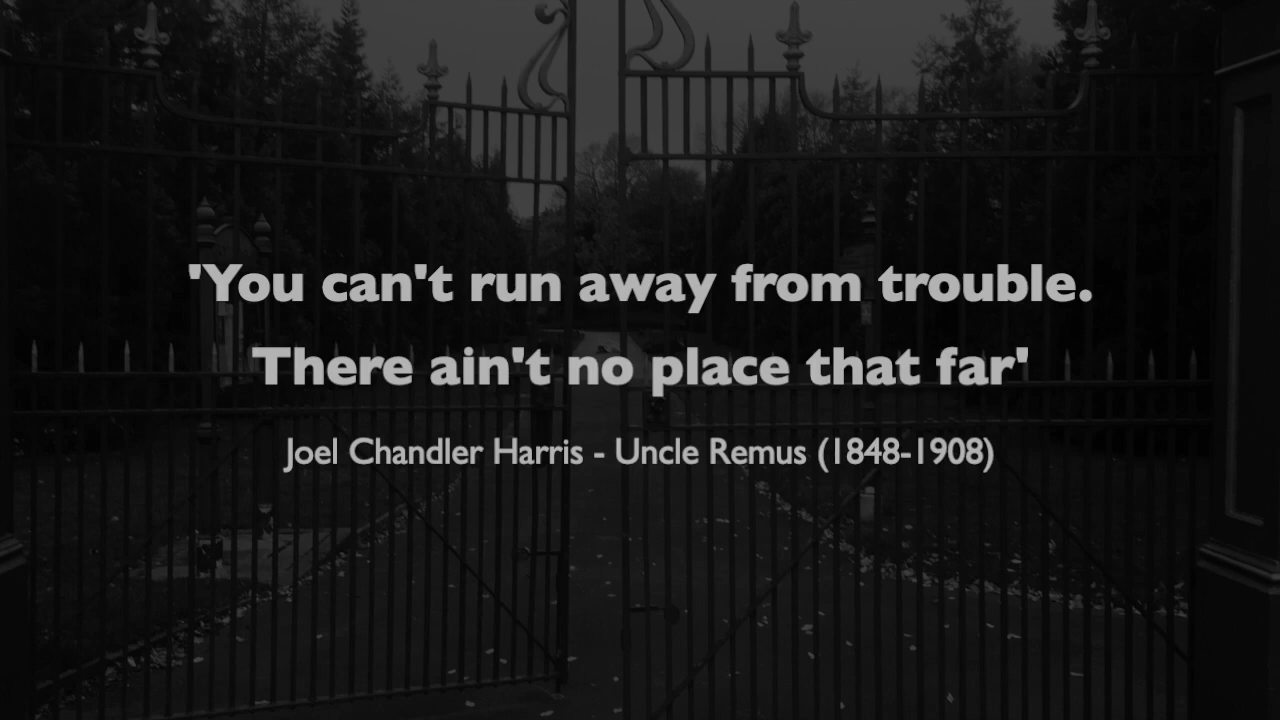 'You can't run away from trouble.
There ain't no place that far'
Joel Chandler Harris - Uncle Remus (1848-1908)